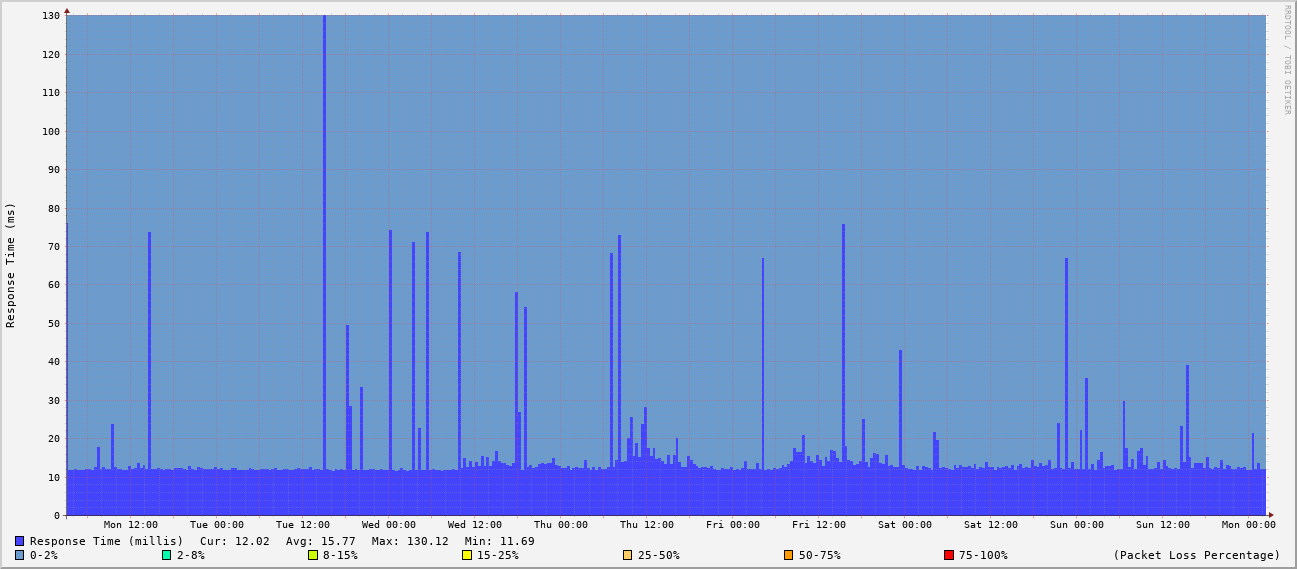 RRDTOOL / TOBI OETIKER
Response Time (ms)
130
120
110
100
90
80
70
60
50
40
30
20
10
0
Mon 12:00 Tue 00:00 Tue 12:00 Wed 00:00 Wed 12:00 Thu 00:00 Thu 12:00 Fri 00:00 Fri 12:00 Sat 00:00 Sat 12:00 Sun 00:00 Sun 12:00 Mon 00:00
Response Time (millis) Cur: 12.02 Avg: 15.77 Max: 130.12 Min: 11.69
0-2% 2-8% 8-15% 15-25% 25-50% 50-75% 75-100% (Packet Loss Percentage)